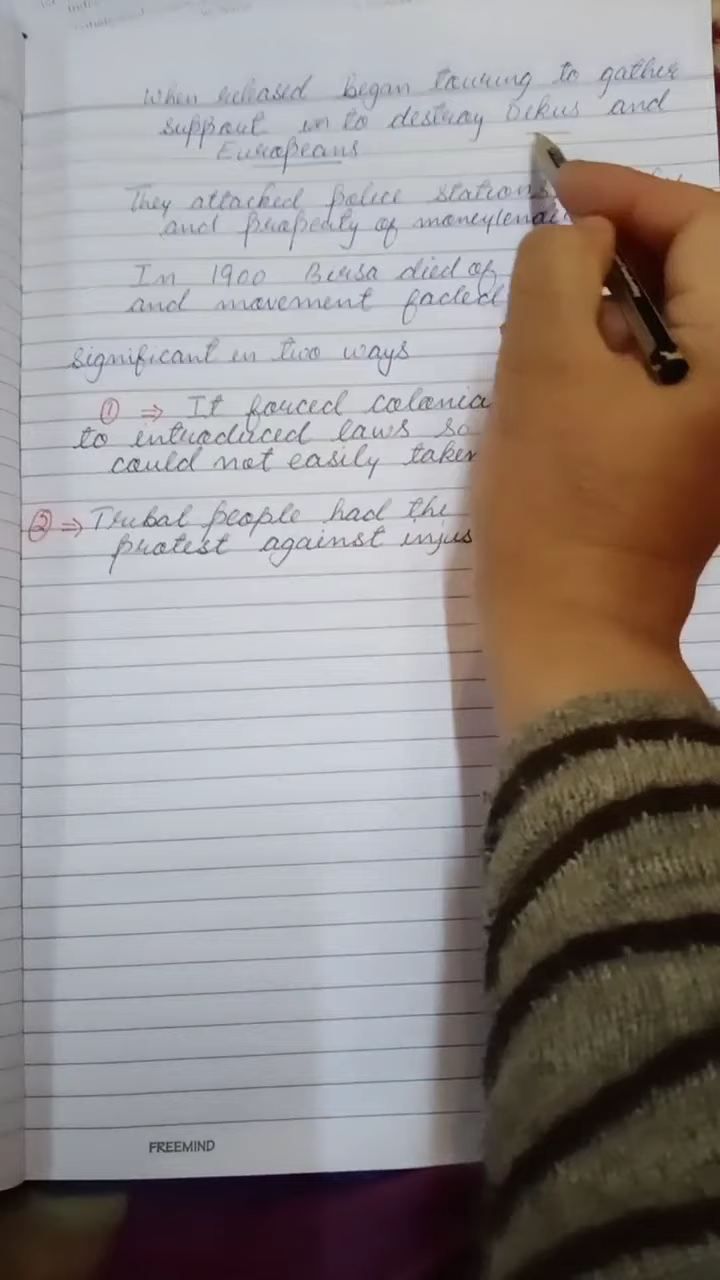 When released began touring to gather
support in to destroy Dikus and
Europeans
They attacked Police stations
and property of moneylend
In 1900 Birsa died of
and movement faded
significant in two ways
① ⇒ It forced colonia
to introduced laws so
could not easily taken
② ⇒ Tribal people had the
protest against injus
FREEMIND